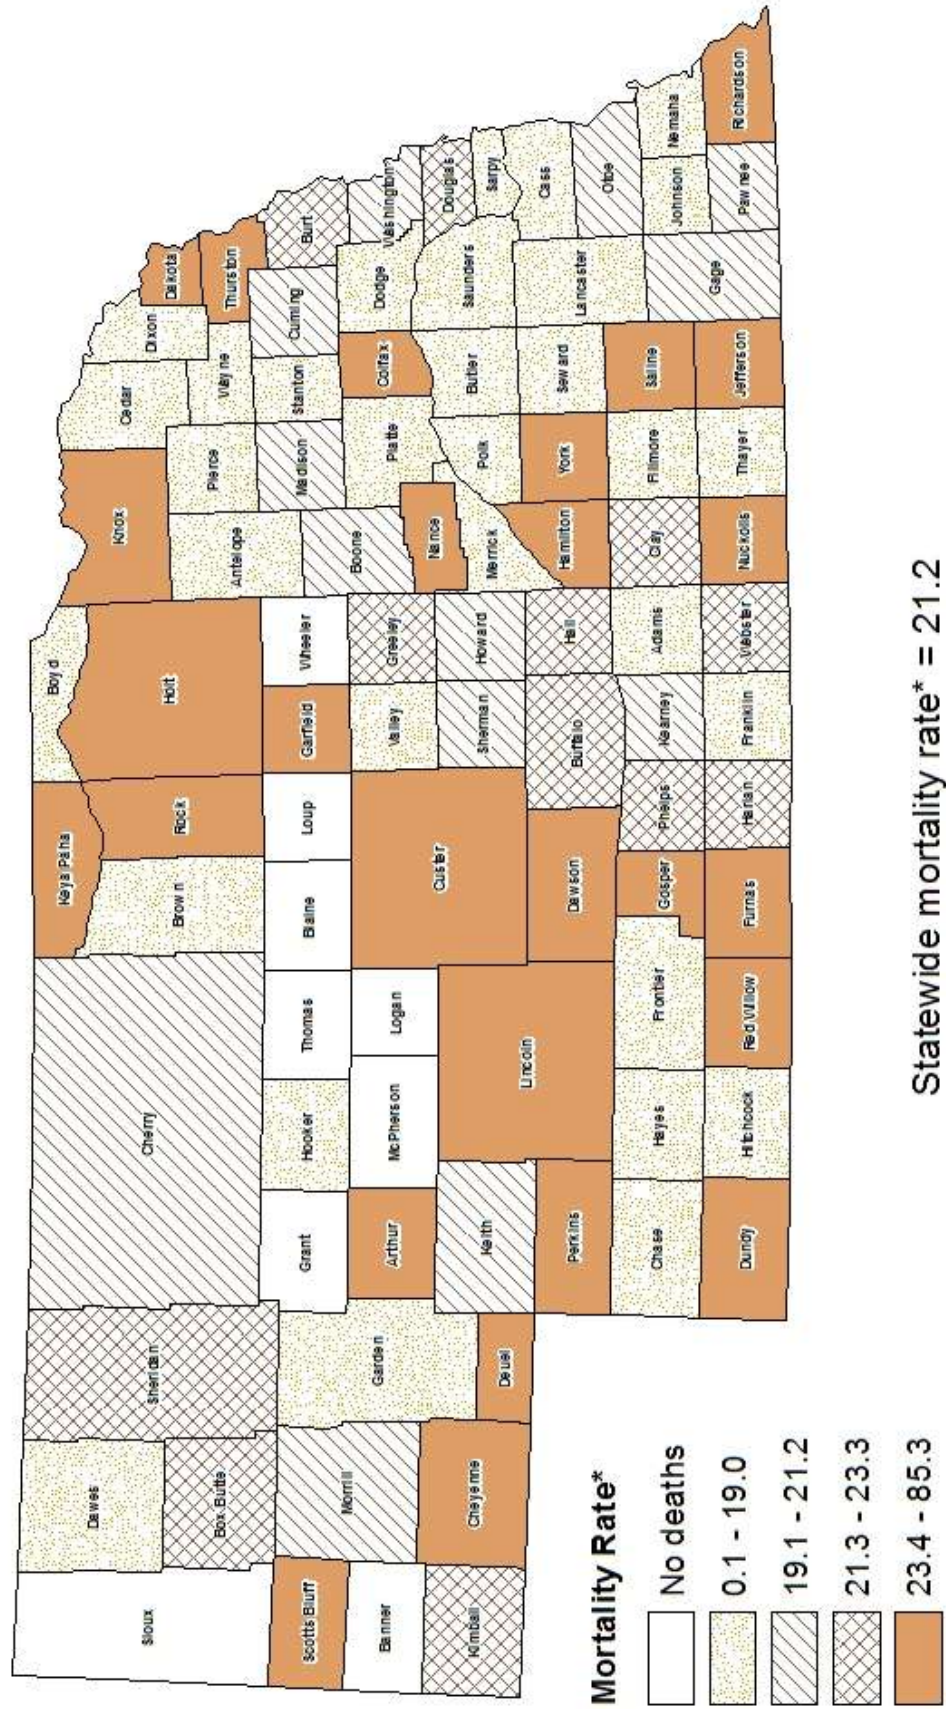 Sioux
Dawes
Box Butte
Sheridan
Scotts Bluff
Banner
Kimball
Morrill
Cheyenne
Garden
Deuel
Cherry
Grant
Hooker
Thomas
Arthur
McPherson
Logan
Keith
Lincoln
Perkins
Chase
Hayes
Frontier
Dundy
Hitchcock
Red Willow
Keya Paha
Brown
Rock
Boyd
Holt
Blaine
Loup
Garfield
Wheeler
Custer
Valley
Greeley
Sherman
Howard
Dawson
Buffalo
Hall
Gosper
Phelps
Kearney
Adams
Furnas
Harlan
Franklin
Webster
Knox
Cedar
Dixon
Dakota
Antelope
Pierce
Wayne
Thurston
Boone
Madison
Stanton
Cuming
Burt
Nance
Platte
Colfax
Dodge
Washington
Merrick
Polk
Butler
Saunders
Douglas
Sarpy
Hamilton
York
Seward
Lancaster
Cass
Clay
Fillmore
Saline
Otoe
Nuckolls
Thayer
Jefferson
Gage
Johnson
Nemaha
Pawnee
Richardson
Mortality Rate*
No deaths
0.1 - 19.0
19.1 - 21.2
21.3 - 23.3
23.4 - 85.3
Statewide mortality rate* = 21.2